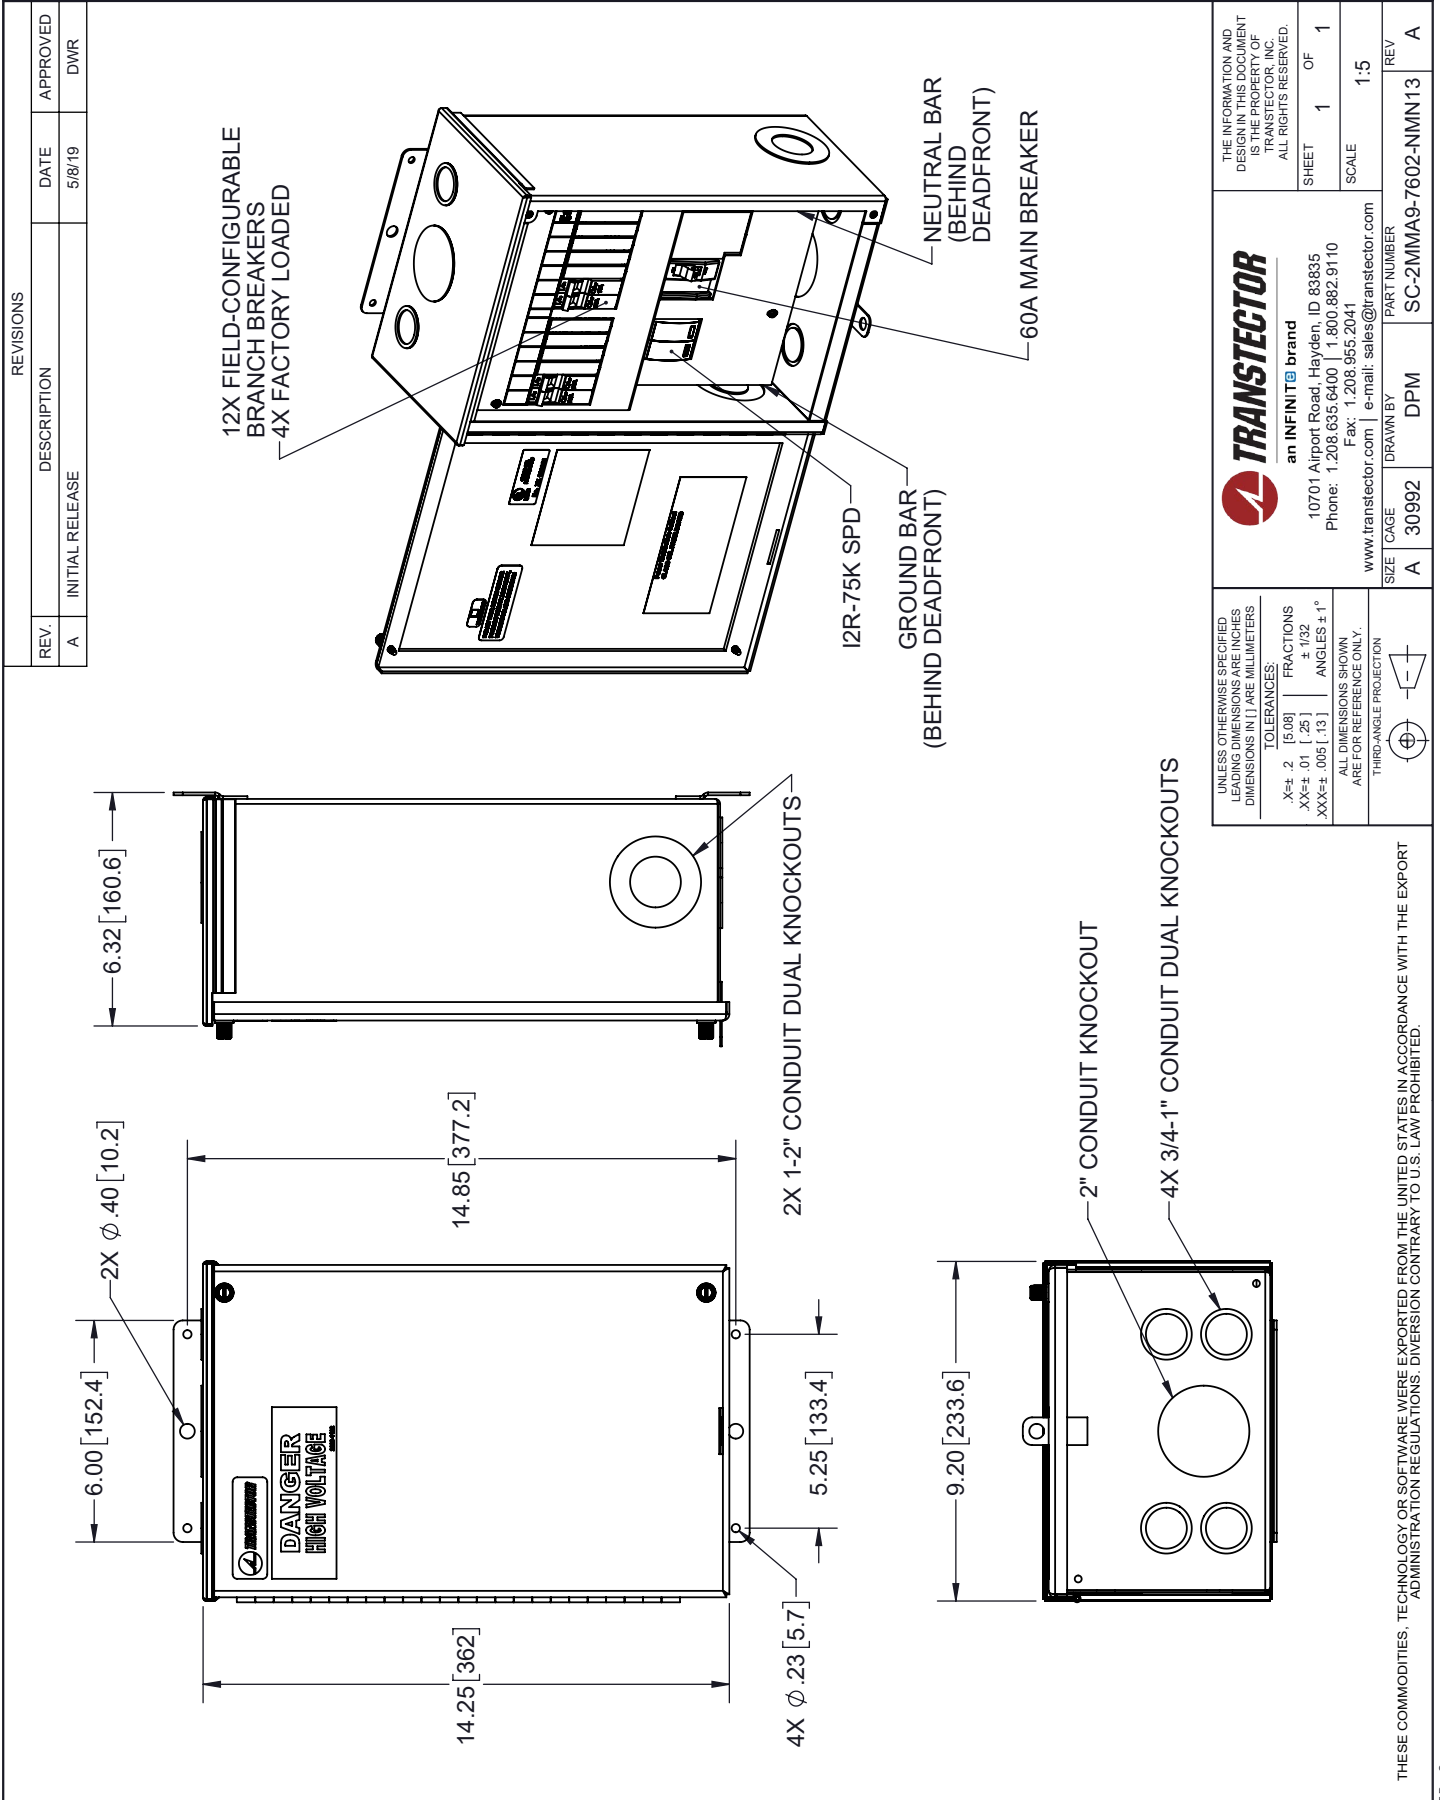 REVISIONS
REV. DESCRIPTION DATE APPROVED
A INITIAL RELEASE 5/8/19 DWR
6.00 [152.4]
2X ∅ .40 [10.2]
14.25 [362]
14.85 [377.2]
4X ∅ .23 [5.7]
5.25 [133.4]
DANGER
HIGH VOLTAGE
6.32 [160.6]
2X 1-2" CONDUIT DUAL KNOCKOUTS
12X FIELD-CONFIGURABLE
BRANCH BREAKERS
4X FACTORY LOADED
I2R-75K SPD
GROUND BAR
(BEHIND DEADFRONT)
NEUTRAL BAR
(BEHIND
DEADFRONT)
60A MAIN BREAKER
9.20 [233.6]
2" CONDUIT KNOCKOUT
4X 3/4-1" CONDUIT DUAL KNOCKOUTS
THESE COMMODITIES, TECHNOLOGY OR SOFTWARE WERE EXPORTED FROM THE UNITED STATES IN ACCORDANCE WITH THE EXPORT
ADMINISTRATION REGULATIONS. DIVERSION CONTRARY TO U.S. LAW PROHIBITED.
UNLESS OTHERWISE SPECIFIED
LEADING DIMENSIONS ARE INCHES
DIMENSIONS IN [ ] ARE MILLIMETERS
TOLERANCES:
.X=± .2 [5.08] FRACTIONS
.XX=± .01 [ .25 ] ± 1/32
.XXX=± .005 [ .13 ] ANGLES ± 1°
ALL DIMENSIONS SHOWN
ARE FOR REFERENCE ONLY.
THIRD-ANGLE PROJECTION
TRANSTECTOR
an INFINITe brand
10701 Airport Road, Hayden, ID 83835
Phone: 1.208.635.6400 | 1.800.882.9110
Fax: 1.208.955.2041
www.transtector.com | e-mail: sales@transtector.com
THE INFORMATION AND
DESIGN IN THIS DOCUMENT
IS THE PROPERTY OF
TRANSTECTOR, INC.
ALL RIGHTS RESERVED.
SHEET 1 OF 1
SCALE 1:5
SIZE A
CAGE 30992
DRAWN BY DPM
PART NUMBER SC-2MMA9-7602-NMN13
REV A